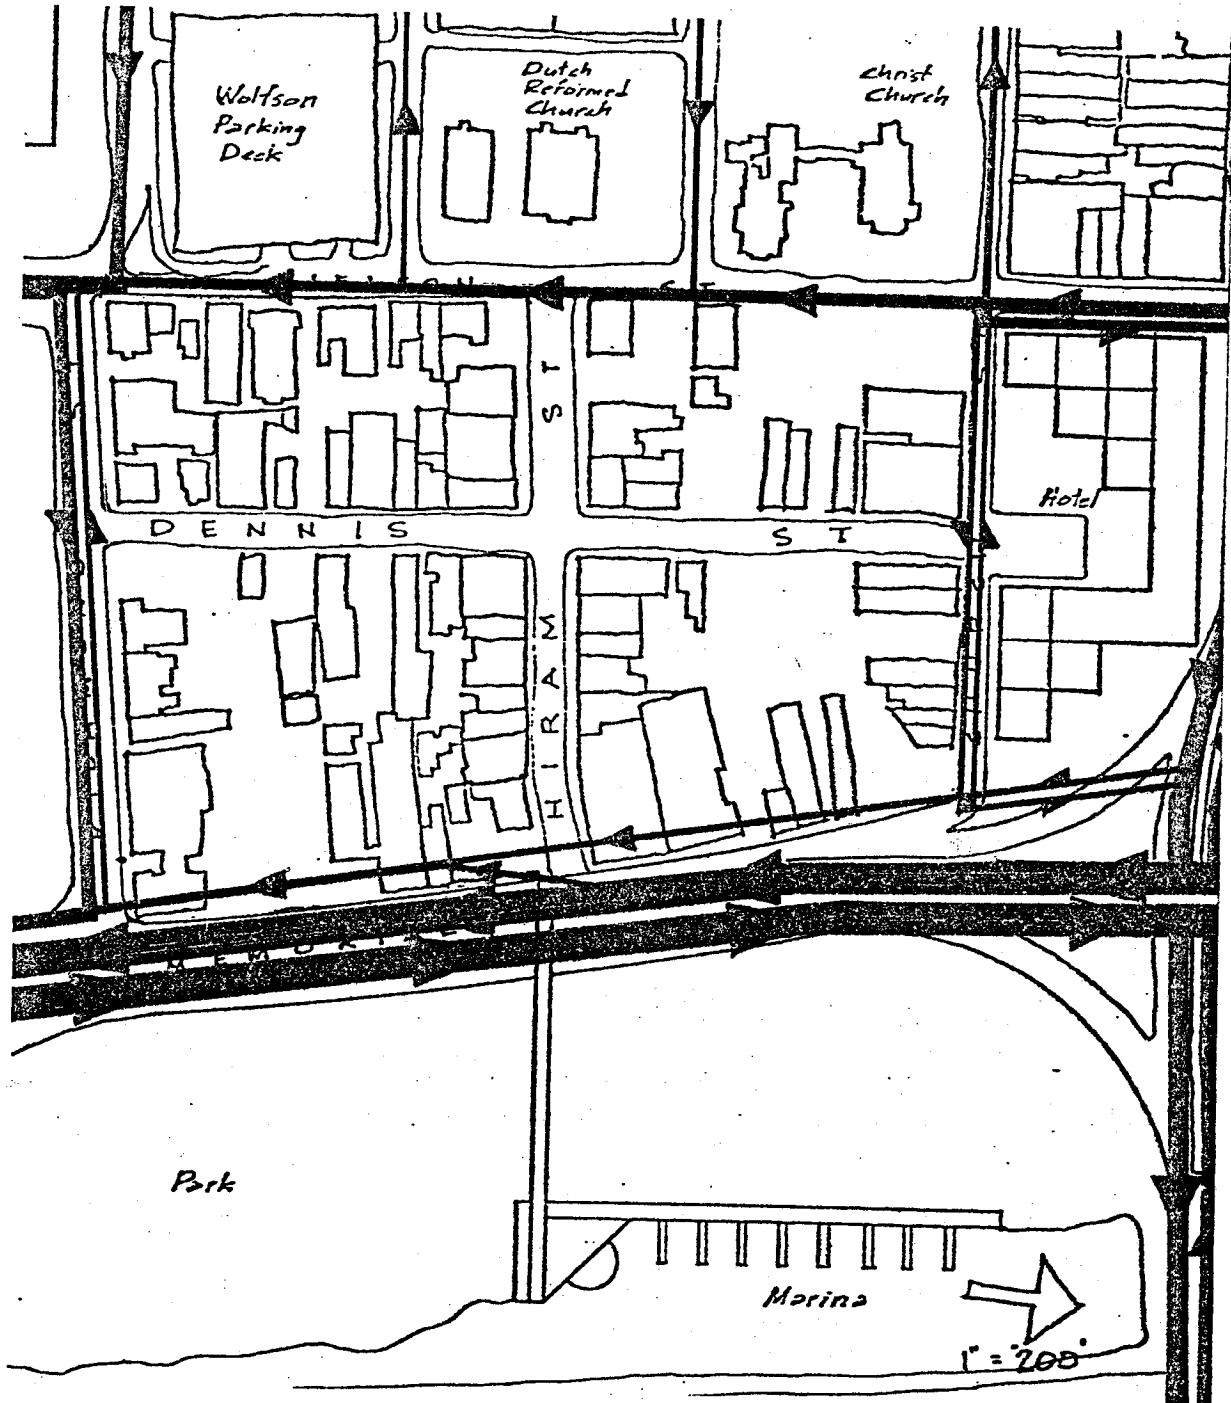 Wolfson
Parking
Deck
Dutch
Reformed
Church
Christ
Church
ST
DENNIS ST
HIRAM
Hotel
Park
Marina
1" = 200'